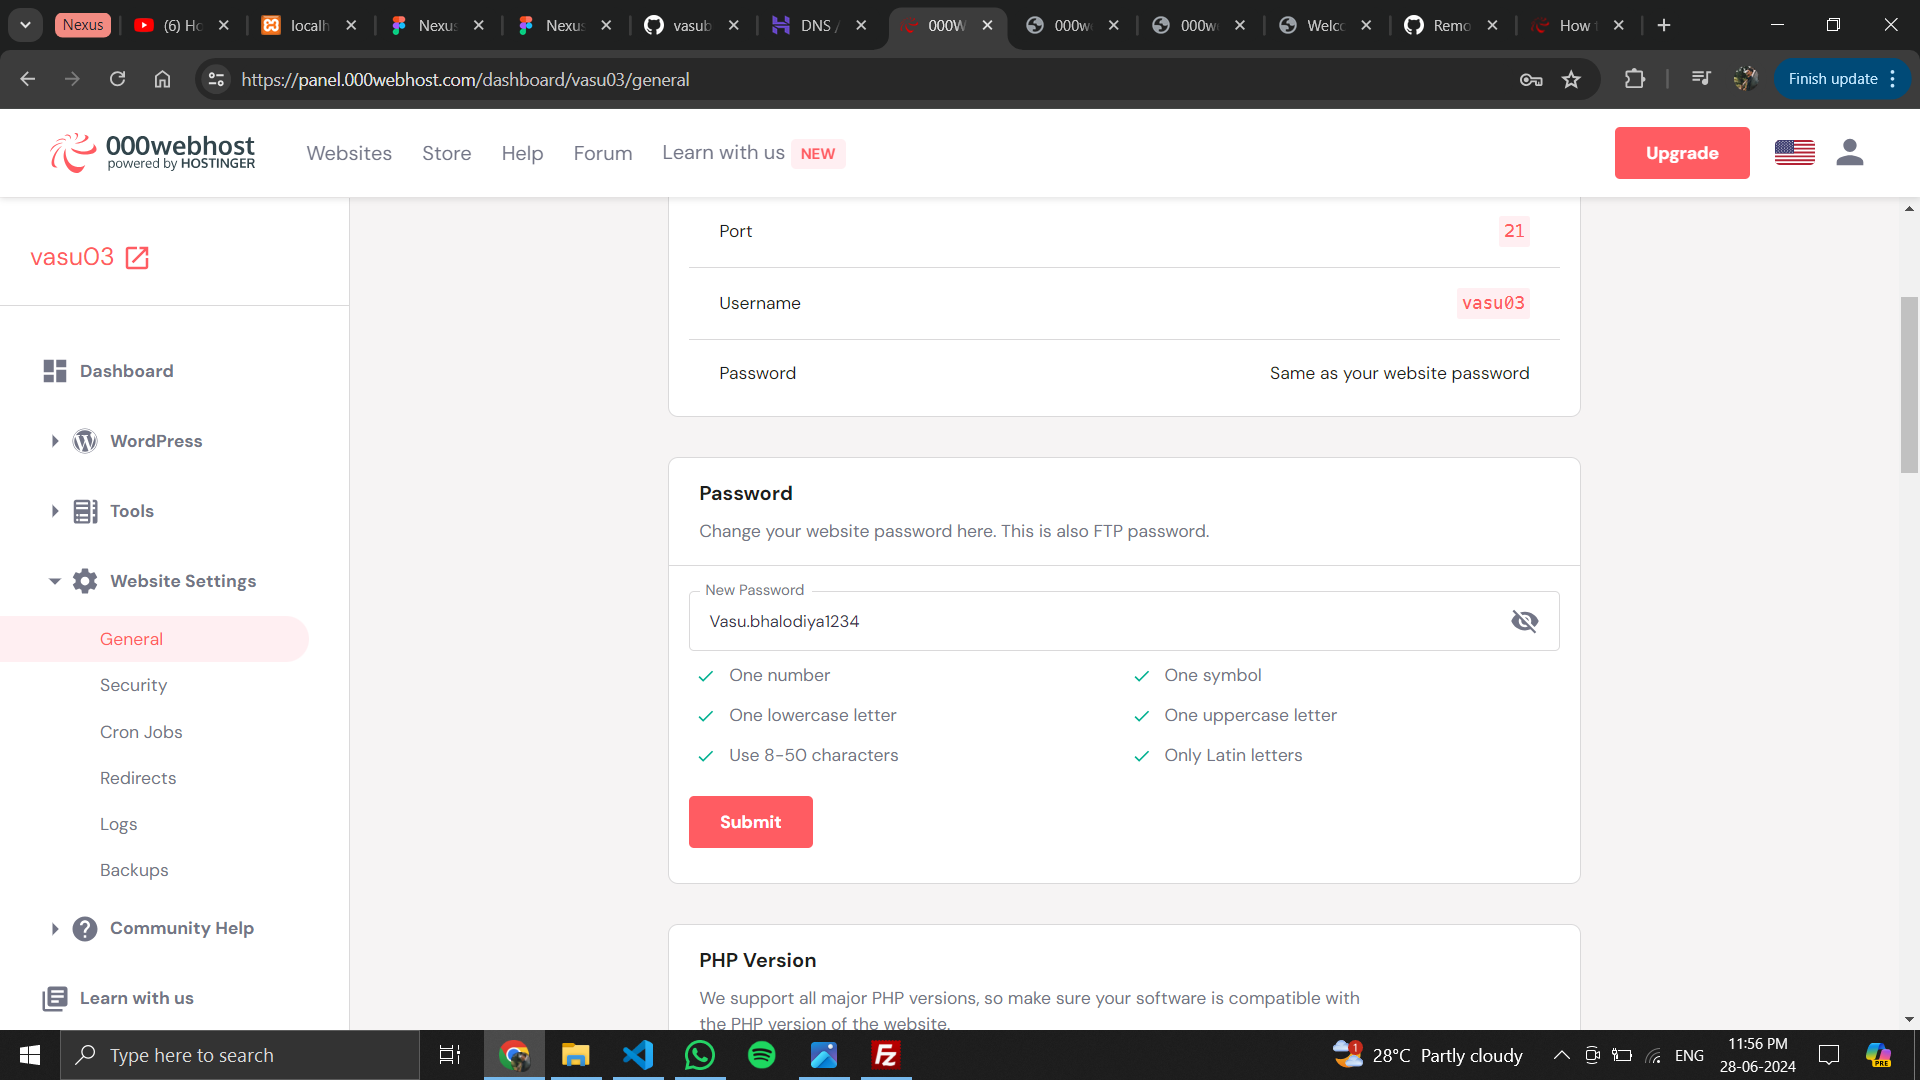 Nexus
(6) Ho
localh
Nexus
Nexus
vasub
DNS /
000W
000w
000w
Welco
Remo
How t
https://panel.000webhost.com/dashboard/vasu03/general
Finish update
000webhost
powered by HOSTINGER
Websites
Store
Help
Forum
Learn with us
NEW
Upgrade
vasu03
Dashboard
WordPress
Tools
Website Settings
General
Security
Cron Jobs
Redirects
Logs
Backups
Community Help
Learn with us
Port
21
Username
vasu03
Password
Same as your website password
Password
Change your website password here. This is also FTP password.
New Password
Vasu.bhalodiya1234
One number
One symbol
One lowercase letter
One uppercase letter
Use 8-50 characters
Only Latin letters
Submit
PHP Version
We support all major PHP versions, so make sure your software is compatible with
the PHP version of the website.
Type here to search
1
28°C Partly cloudy
ENG
11:56 PM
28-06-2024
PRE